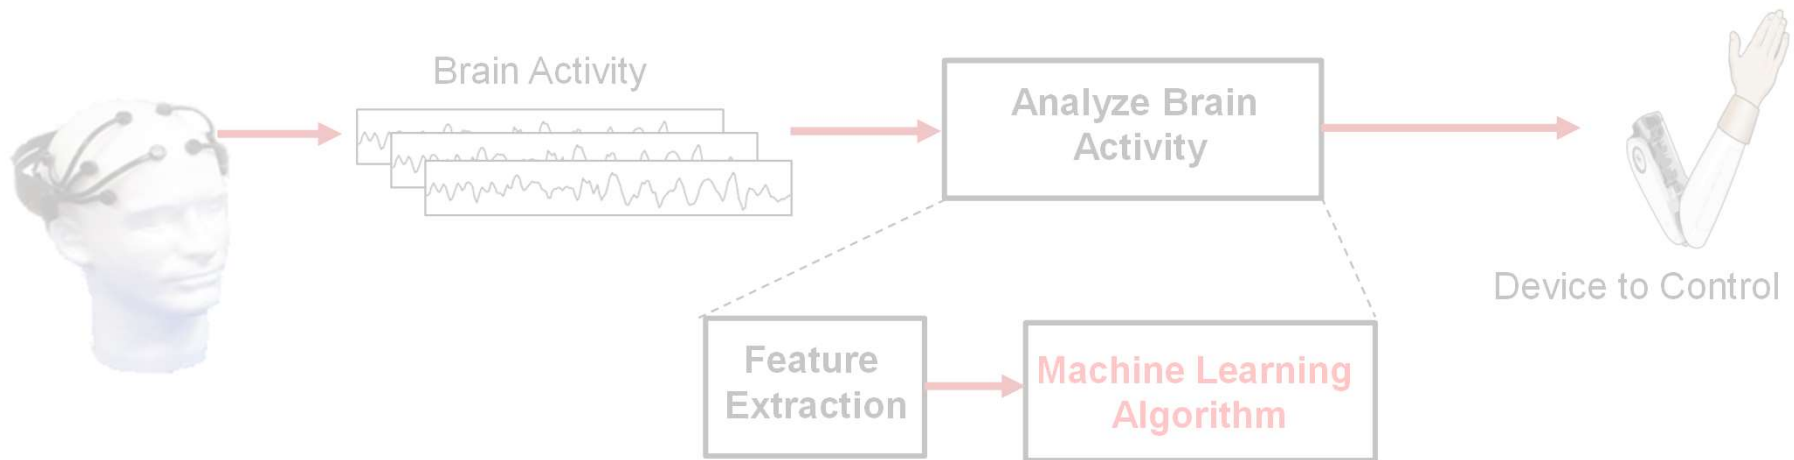 Brain Activity
Analyze Brain
Activity
Device to Control
Feature
Extraction
Machine Learning
Algorithm